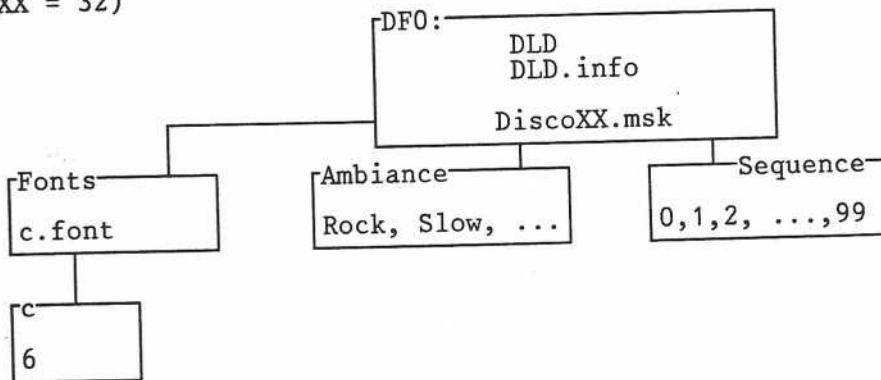 XX = 32)
DF0:
DLD
DLD.info
DiscoXX.msk
Fonts
c.font
Ambiance
Rock, Slow, ...
Sequence
0,1,2, ...,99
c
6